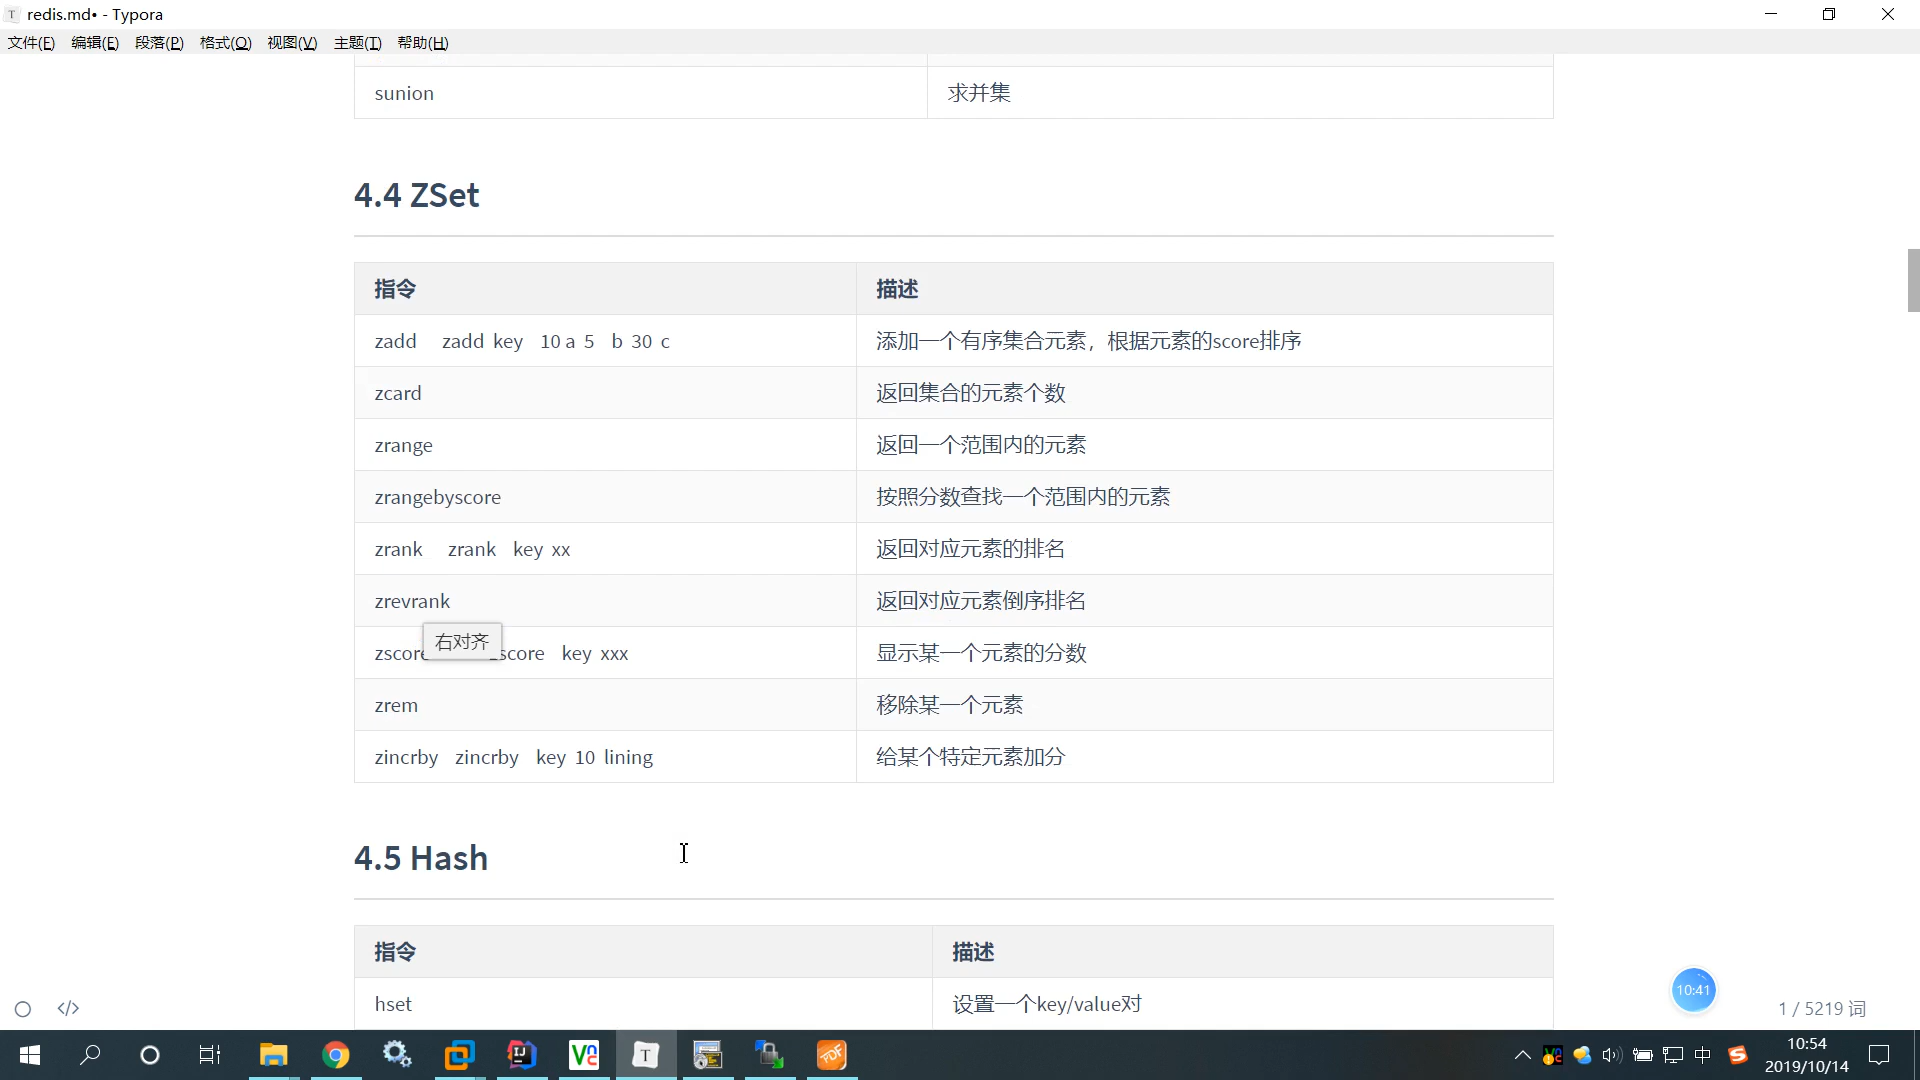 redis.md• - Typora
文件(F) 编辑(E) 段落(P) 格式(O) 视图(V) 主题(T) 帮助(H)
sunion 求并集
4.4 ZSet
指令 描述
zadd zadd key 10 a 5 b 30 c 添加一个有序集合元素，根据元素的score排序
zcard 返回集合的元素个数
zrange 返回一个范围内的元素
zrangebyscore 按照分数查找一个范围内的元素
zrank zrank key xx 返回对应元素的排名
zrevrank 返回对应元素倒序排名
右对齐
zscore score key xxx 显示某一个元素的分数
zrem 移除某一个元素
zincrby zincrby key 10 lining 给某个特定元素加分
4.5 Hash
指令 描述
hset 设置一个key/value对
10:41
1 / 5219 词
中
10:54
2019/10/14